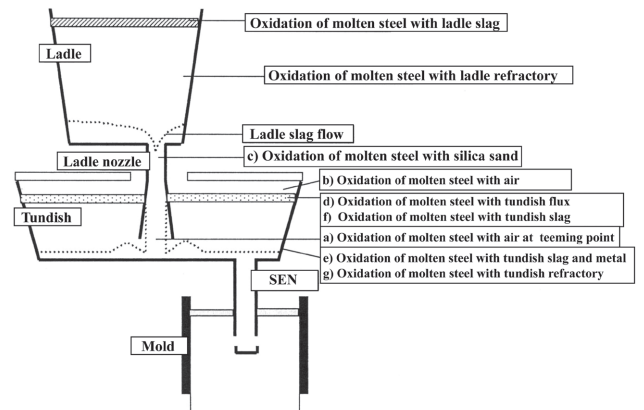 Oxidation of molten steel with ladle slag
Ladle
Oxidation of molten steel with ladle refractory
Ladle slag flow
Ladle nozzle
c) Oxidation of molten steel with silica sand
b) Oxidation of molten steel with air
d) Oxidation of molten steel with tundish flux
f) Oxidation of molten steel with tundish slag
Tundish
a) Oxidation of molten steel with air at teeming point
e) Oxidation of molten steel with tundish slag and metal
g) Oxidation of molten steel with tundish refractory
SEN
Mold